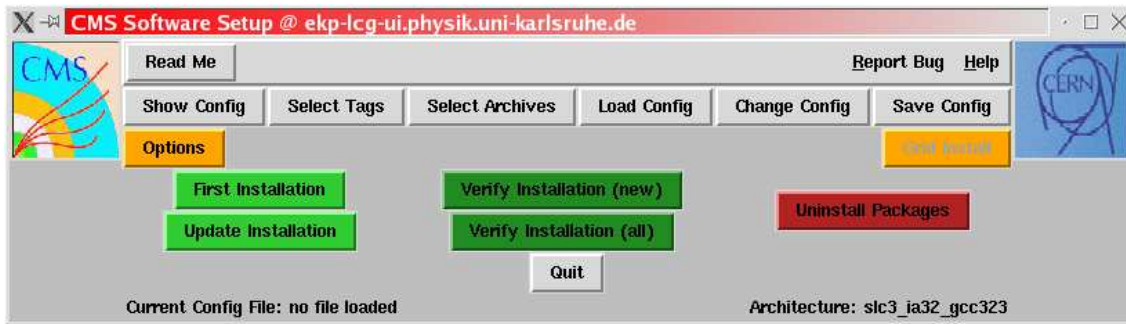 CMS Software Setup @ ekp-lcg-ui.physik.uni-karlsruhe.de
CMS
Read Me Report Bug Help
CERN
Show Config Select Tags Select Archives Load Config Change Config Save Config
Options Grid Install
First Installation Verify Installation (new)
Uninstall Packages
Update Installation Verify Installation (all)
Quit
Current Config File: no file loaded Architecture: slc3_ia32_gcc323